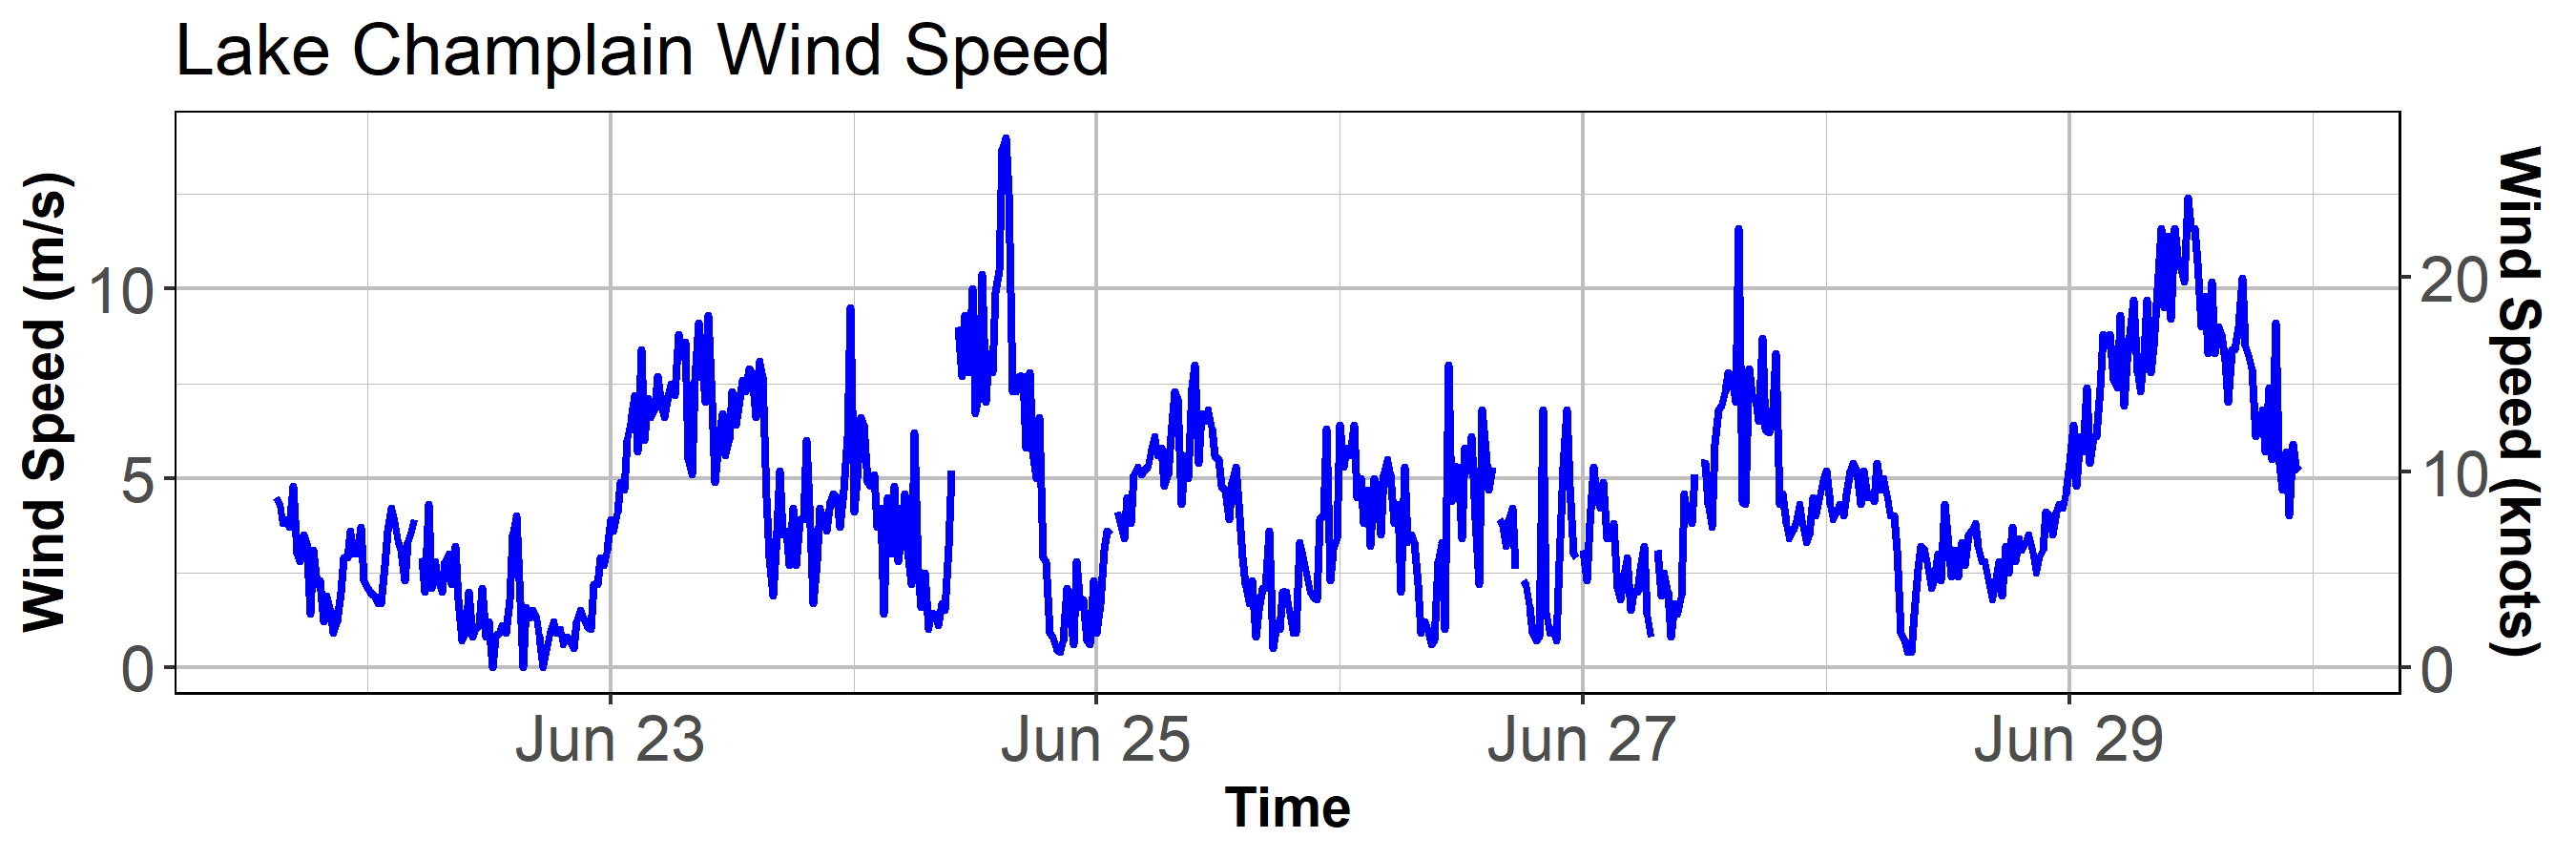 Lake Champlain Wind Speed
Wind Speed (m/s)
10
5
0
20
10
0
Wind Speed (knots)
Jun 23
Jun 25
Jun 27
Jun 29
Time